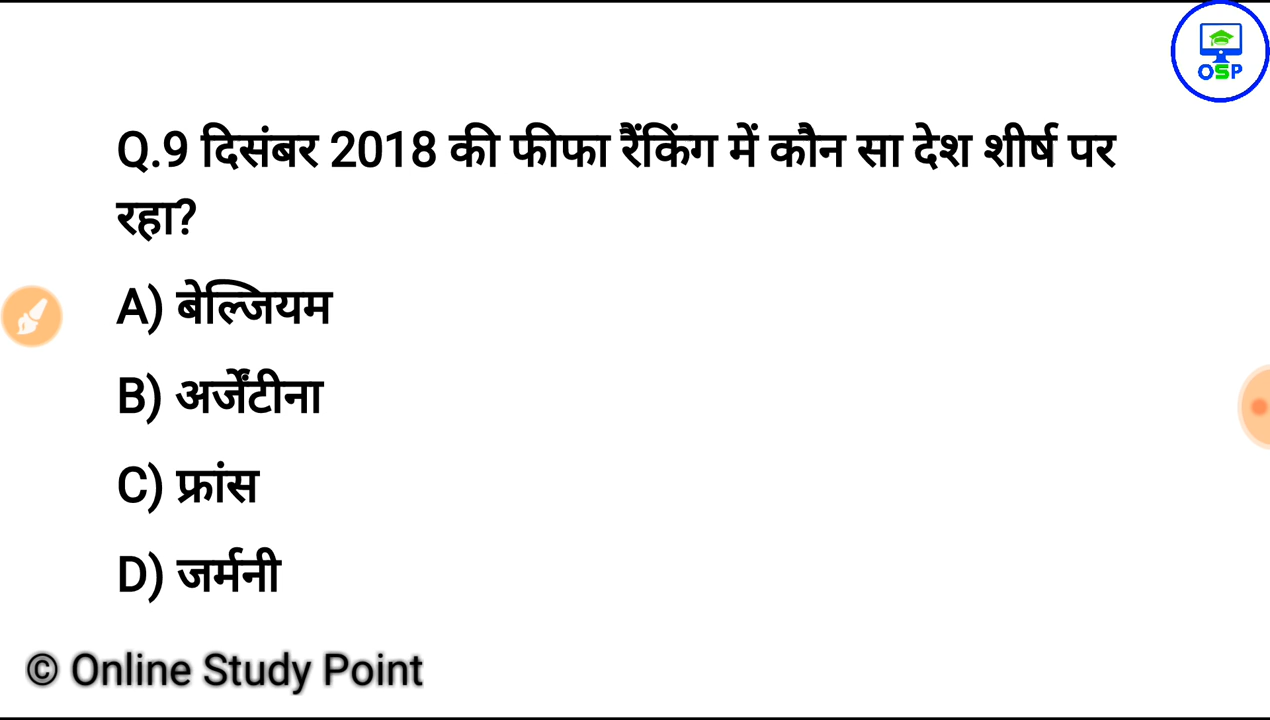 OSP
Q.9 दिसंबर 2018 की फीफा रैंकिंग में कौन सा देश शीर्ष पर
रहा?
A) बेल्जियम
B) अर्जेंटीना
C) फ्रांस
D) जर्मनी
© Online Study Point